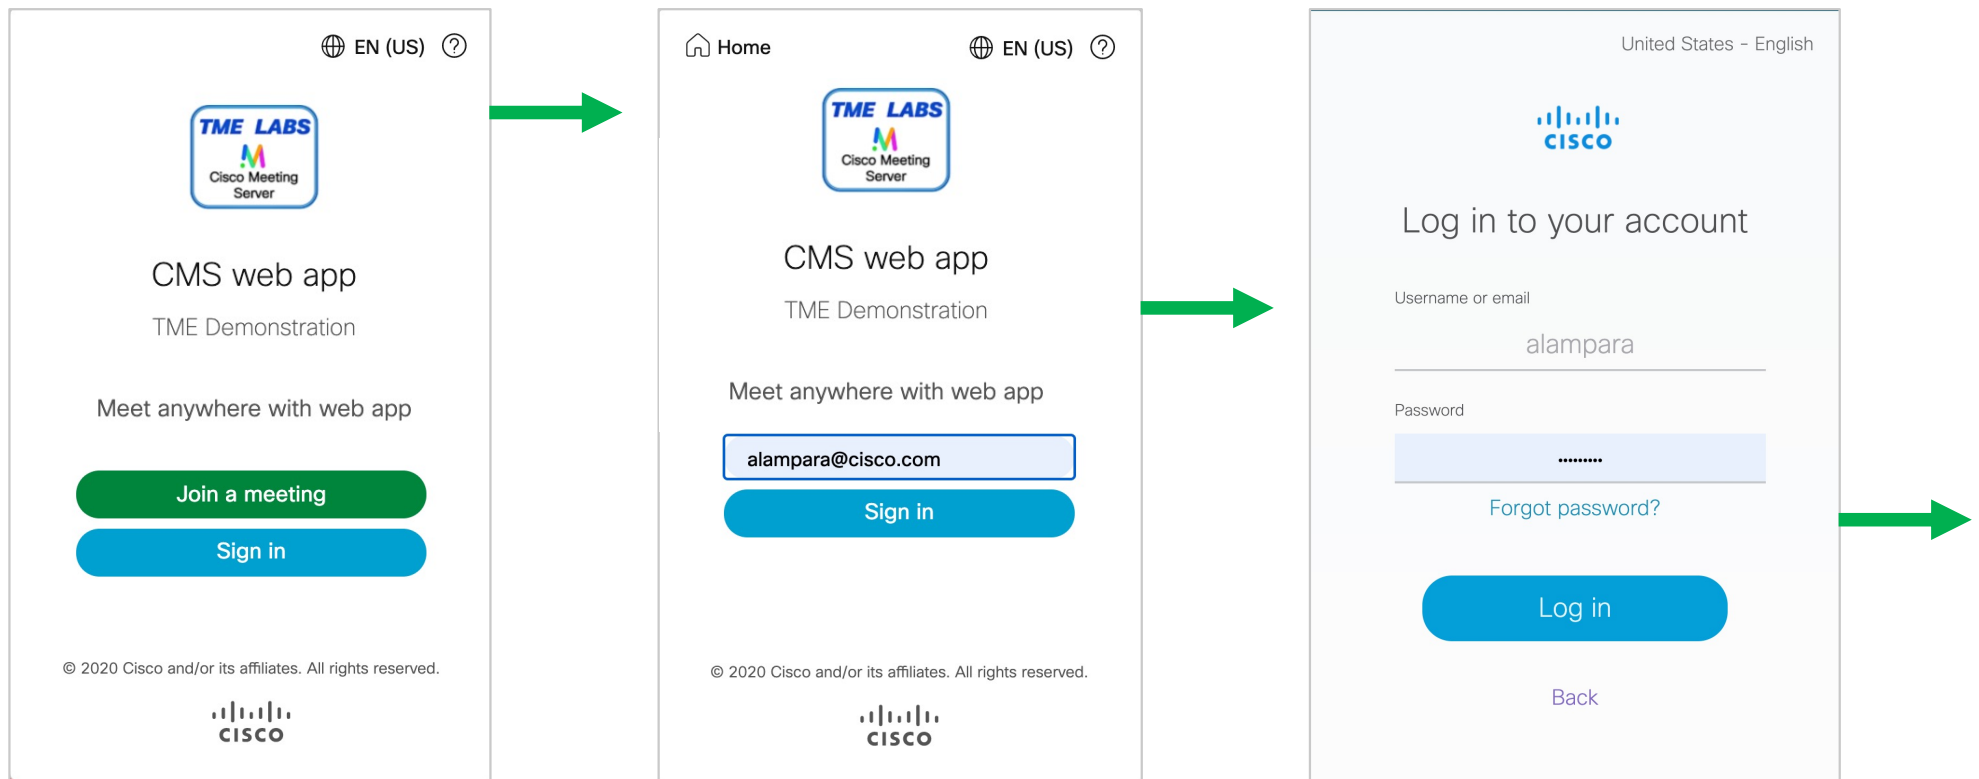 EN (US)
TME LABS
Cisco Meeting
Server
CMS web app
TME Demonstration
Meet anywhere with web app
Join a meeting
Sign in
© 2020 Cisco and/or its affiliates. All rights reserved.
CISCO
Home
EN (US)
TME LABS
Cisco Meeting
Server
CMS web app
TME Demonstration
Meet anywhere with web app
alampara@cisco.com
Sign in
© 2020 Cisco and/or its affiliates. All rights reserved.
CISCO
United States - English
CISCO
Log in to your account
Username or email
alampara
Password
•••••••••
Forgot password?
Log in
Back